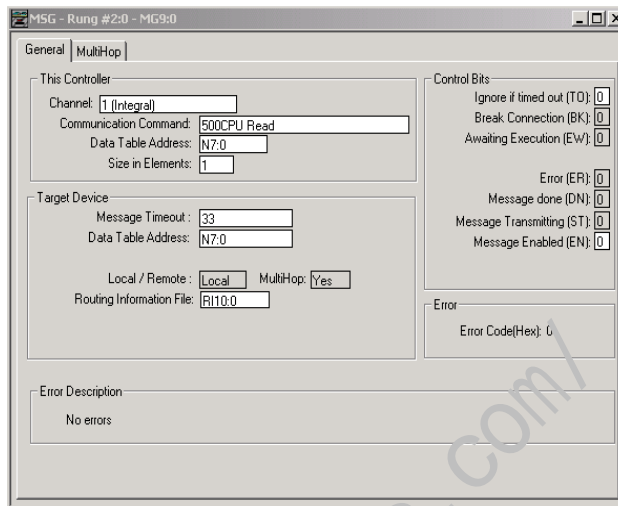 MSG - Rung #2:0 - MG9:0
General
MultiHop
This Controller
Channel: 1 (Integral)
Communication Command: 500CPU Read
Data Table Address: N7:0
Size in Elements: 1
Target Device
Message Timeout : 33
Data Table Address: N7:0
Local / Remote : Local MultiHop: Yes
Routing Information File: RI10:0
Control Bits
Ignore if timed out (TO): 0
Break Connection (BK): 0
Awaiting Execution (EW): 0
Error (ER): 0
Message done (DN): 0
Message Transmitting (ST): 0
Message Enabled (EN): 0
Error
Error Code(Hex): 0
Error Description
No errors
com/